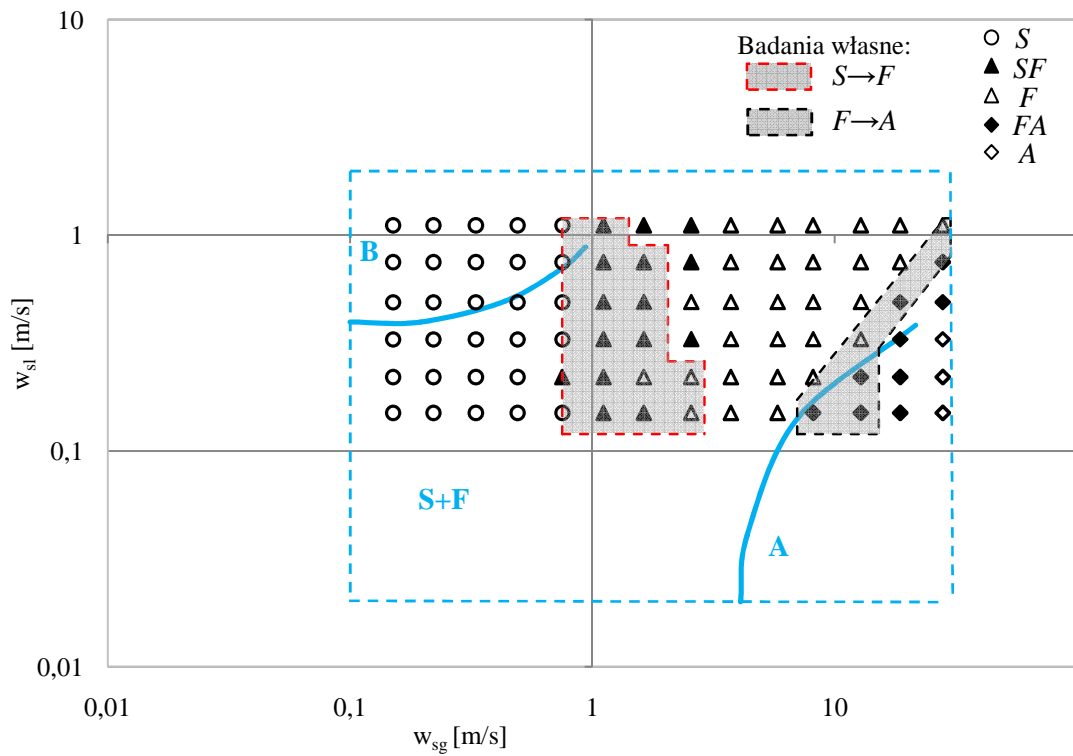 10
Badania własne:
S→F
F→A
S
SF
F
FA
A
1
B
w_sl [m/s]
0,1
S+F
A
0,01
0,01
0,1
1
10
w_sg [m/s]